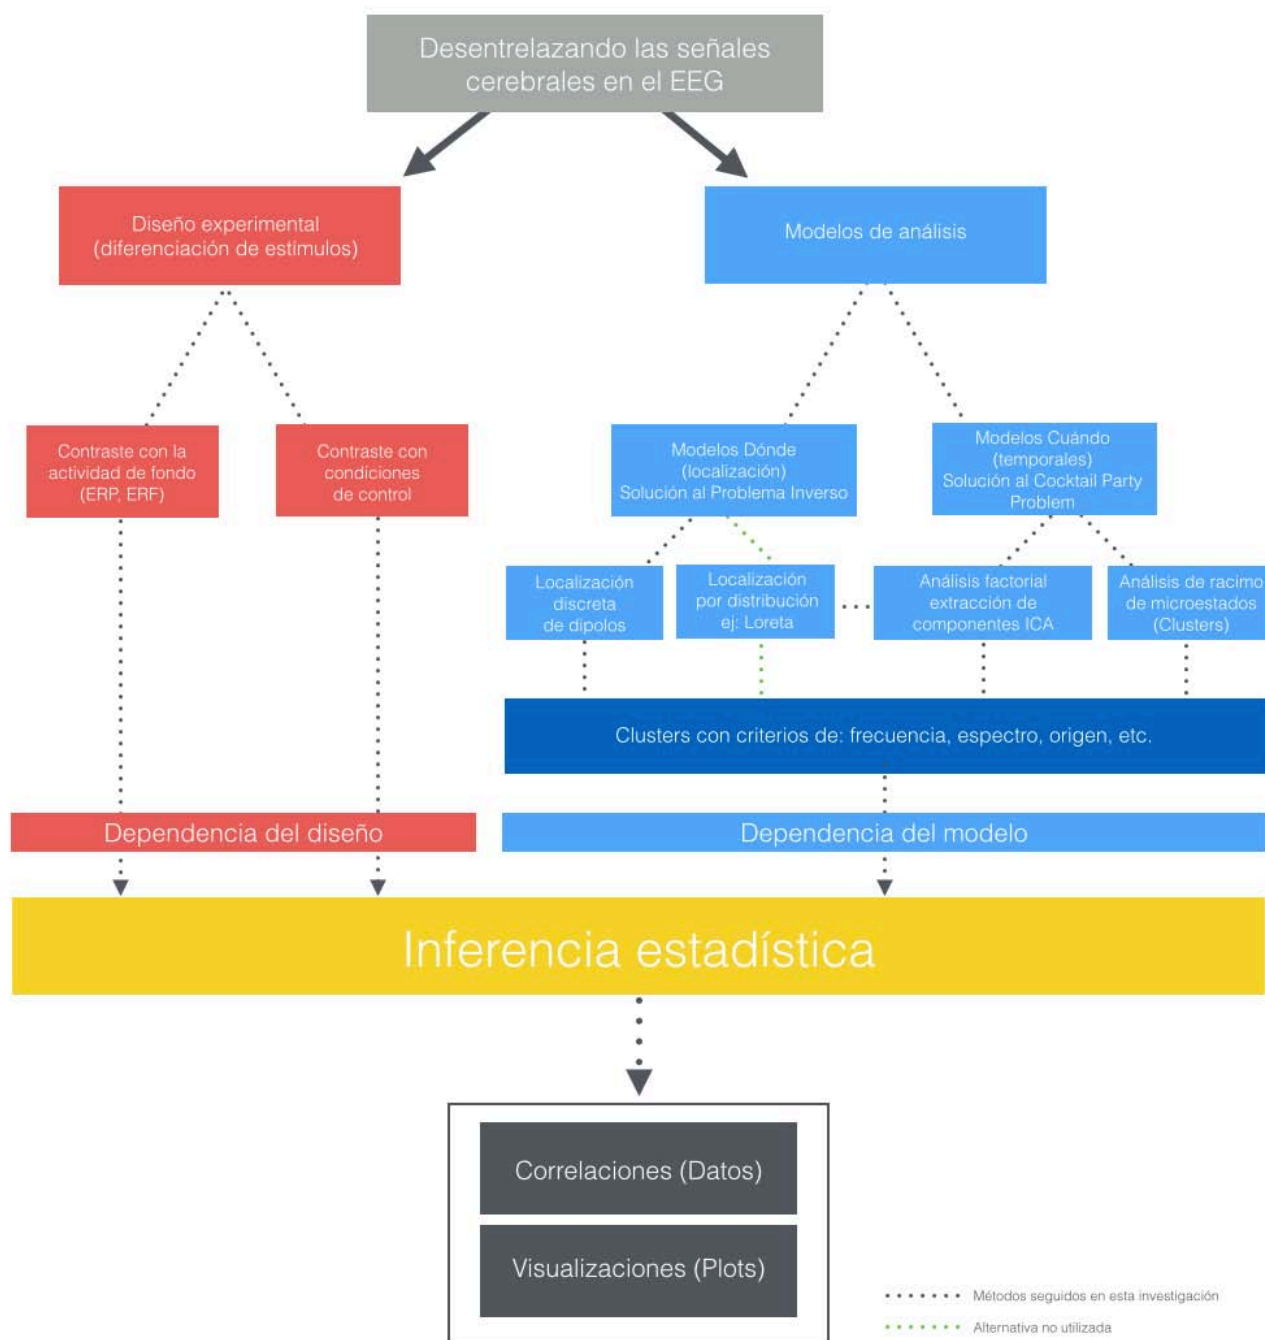 Desentrelazando las señales
cerebrales en el EEG
Diseño experimental
(diferenciación de estímulos)
Modelos de análisis
Contraste con la
actividad de fondo
(ERP, ERF)
Contraste con
condiciones
de control
Modelos Dónde
(localización)
Solución al Problema Inverso
Modelos Cuándo
(temporales)
Solución al Cocktail Party
Problem
Localización
discreta
de dipolos
Localización
por distribución
ej: Loreta
Análisis factorial
extracción de
componentes ICA
Análisis de racimo
de microestados
(Clusters)
Clusters con criterios de: frecuencia, espectro, origen, etc.
Dependencia del diseño
Dependencia del modelo
Inferencia estadística
Correlaciones (Datos)
Visualizaciones (Plots)
Métodos seguidos en esta investigación
Alternativa no utilizada